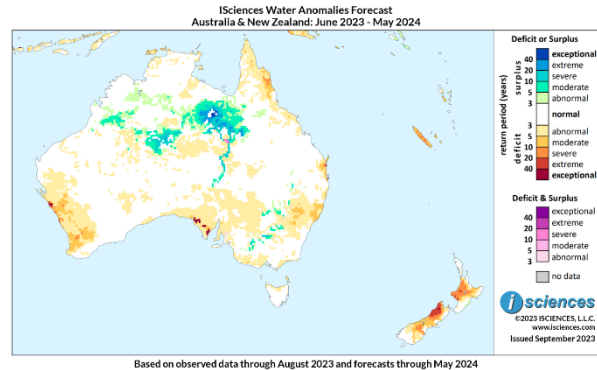 ISciences Water Anomalies Forecast
Australia & New Zealand: June 2023 - May 2024
Deficit or Surplus
return period (years)
surplus
deficit
40
20
10
5
3
3
5
10
20
40
exceptional
extreme
severe
moderate
abnormal
normal
abnormal
moderate
severe
extreme
exceptional
Deficit & Surplus
40
20
10
5
3
exceptional
extreme
severe
moderate
abnormal
no data
isciences
©2023 ISCIENCES, L.L.C.
www.isciences.com
Issued September 2023
Based on observed data through August 2023 and forecasts through May 2024